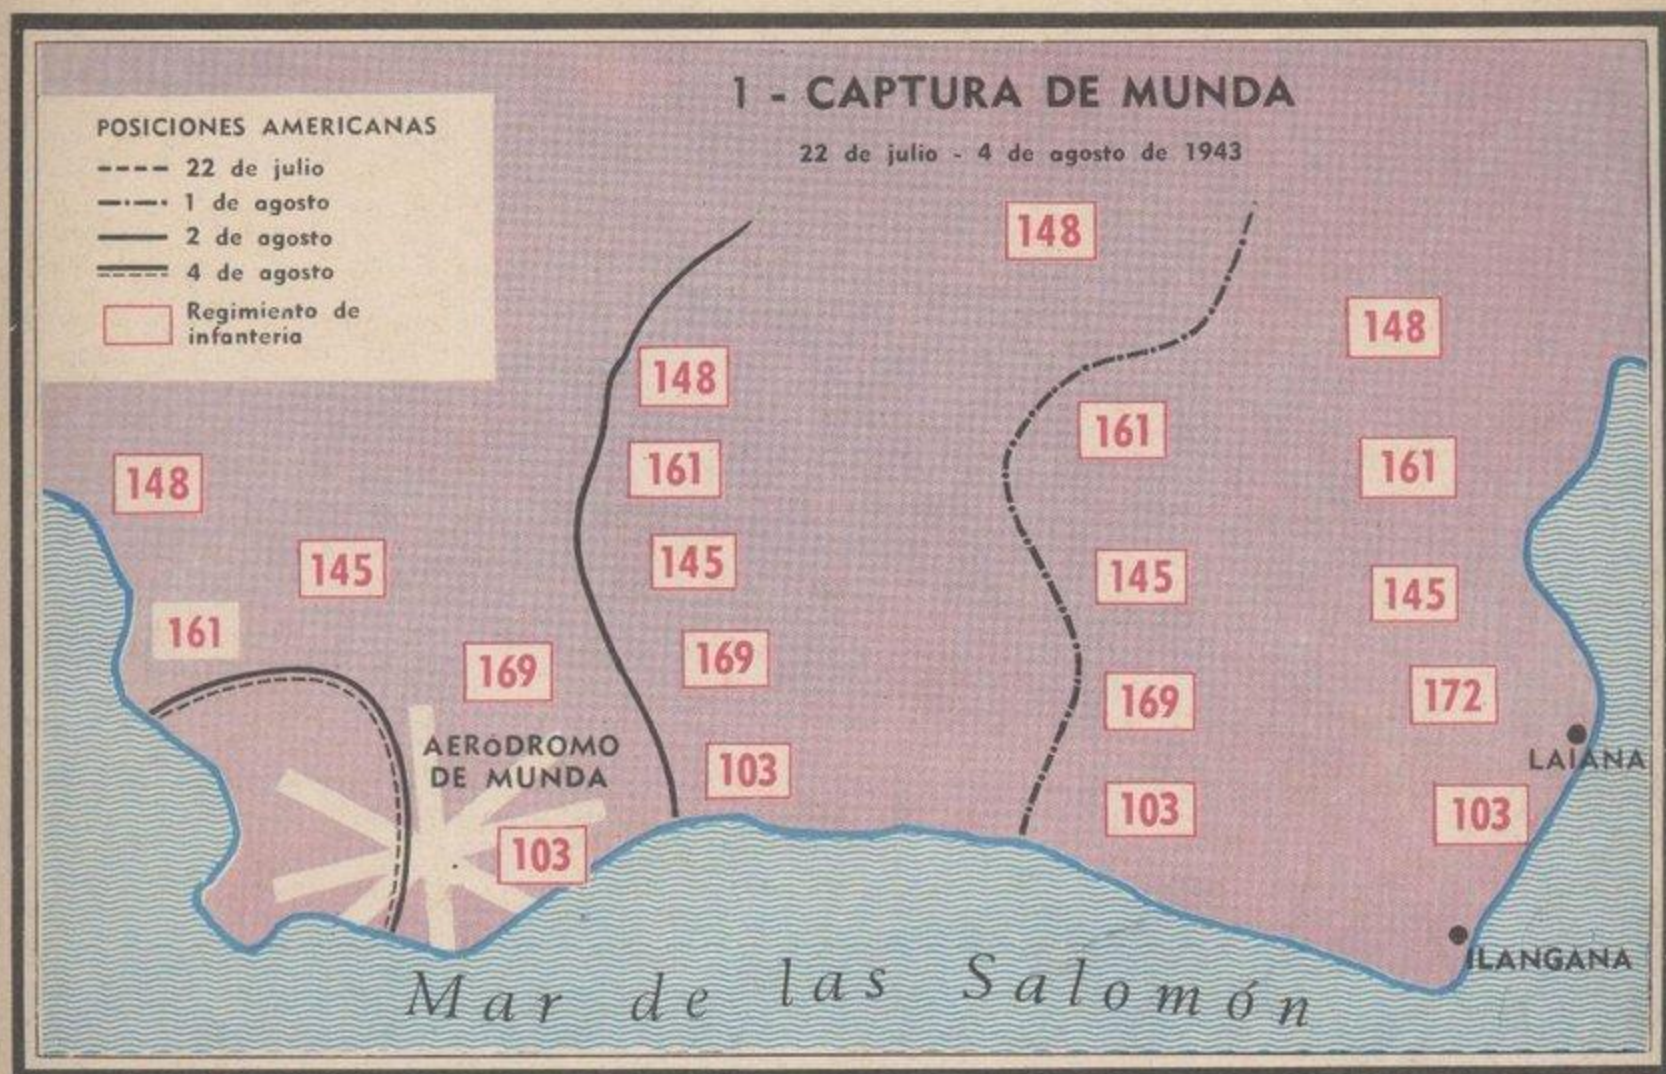 1 - CAPTURA DE MUNDA
22 de julio - 4 de agosto de 1943
POSICIONES AMERICANAS
22 de julio
1 de agosto
2 de agosto
4 de agosto
Regimiento de
infanteria
148
148
148
161
161
161
148
145
145
145
145
161
169
169
172
169
AERóDROMO
DE MUNDA
LAIANA
103
103
103
103
ILANGANA
Mar de las Salomón